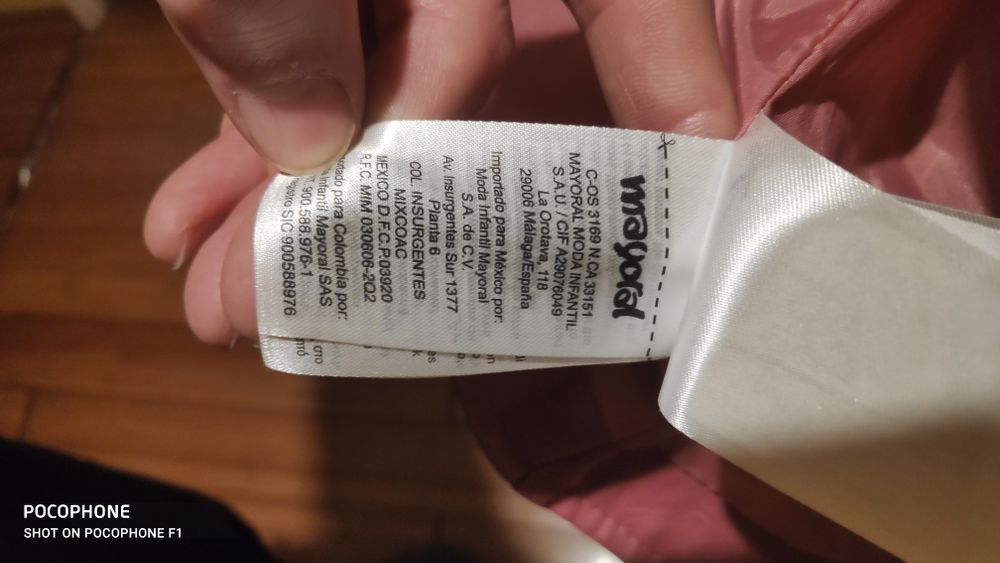 mayoral
C-OS 3169 N.CA 33151
MAYORAL MODA INFANTIL
S.A.U. / CIF A29076049
La Orotava, 118
29006 Málaga/España
Importado para México por:
Moda Infantil Mayoral
S.A. de C.V.
Av. Insurgentes Sur 1377
Planta 6
COL. INSURGENTES
MIXCOAC
MEXICO D.F.C.P.03920
R.F.C. MIM 030606-2Q2
para Colombia por:
Infantil Mayoral SAS
900.588.976-1
SIC 900588976
POCOPHONE
SHOT ON POCOPHONE F1